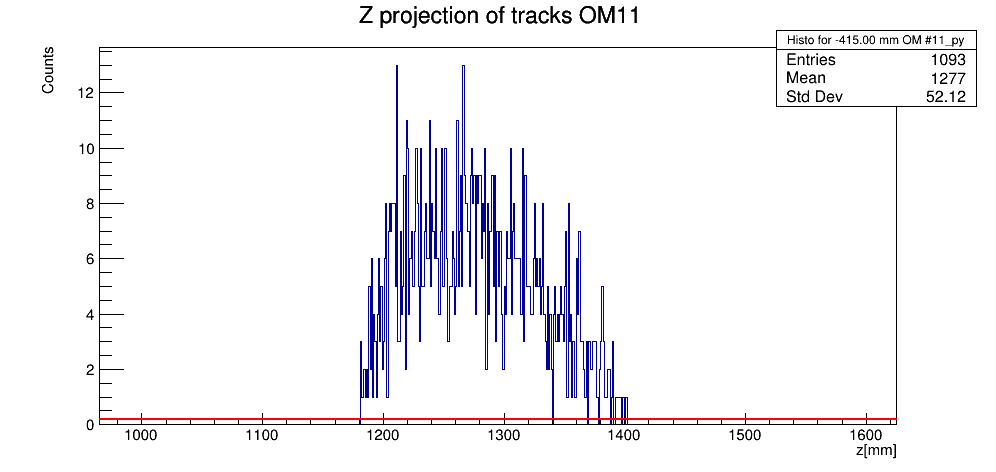 Z projection of tracks OM11
Histo for -415.00 mm OM #11_py
Entries 1093
Mean 1277
Std Dev 52.12
Counts
12
10
8
6
4
2
0
1000 1100 1200 1300 1400 1500 1600
z[mm]